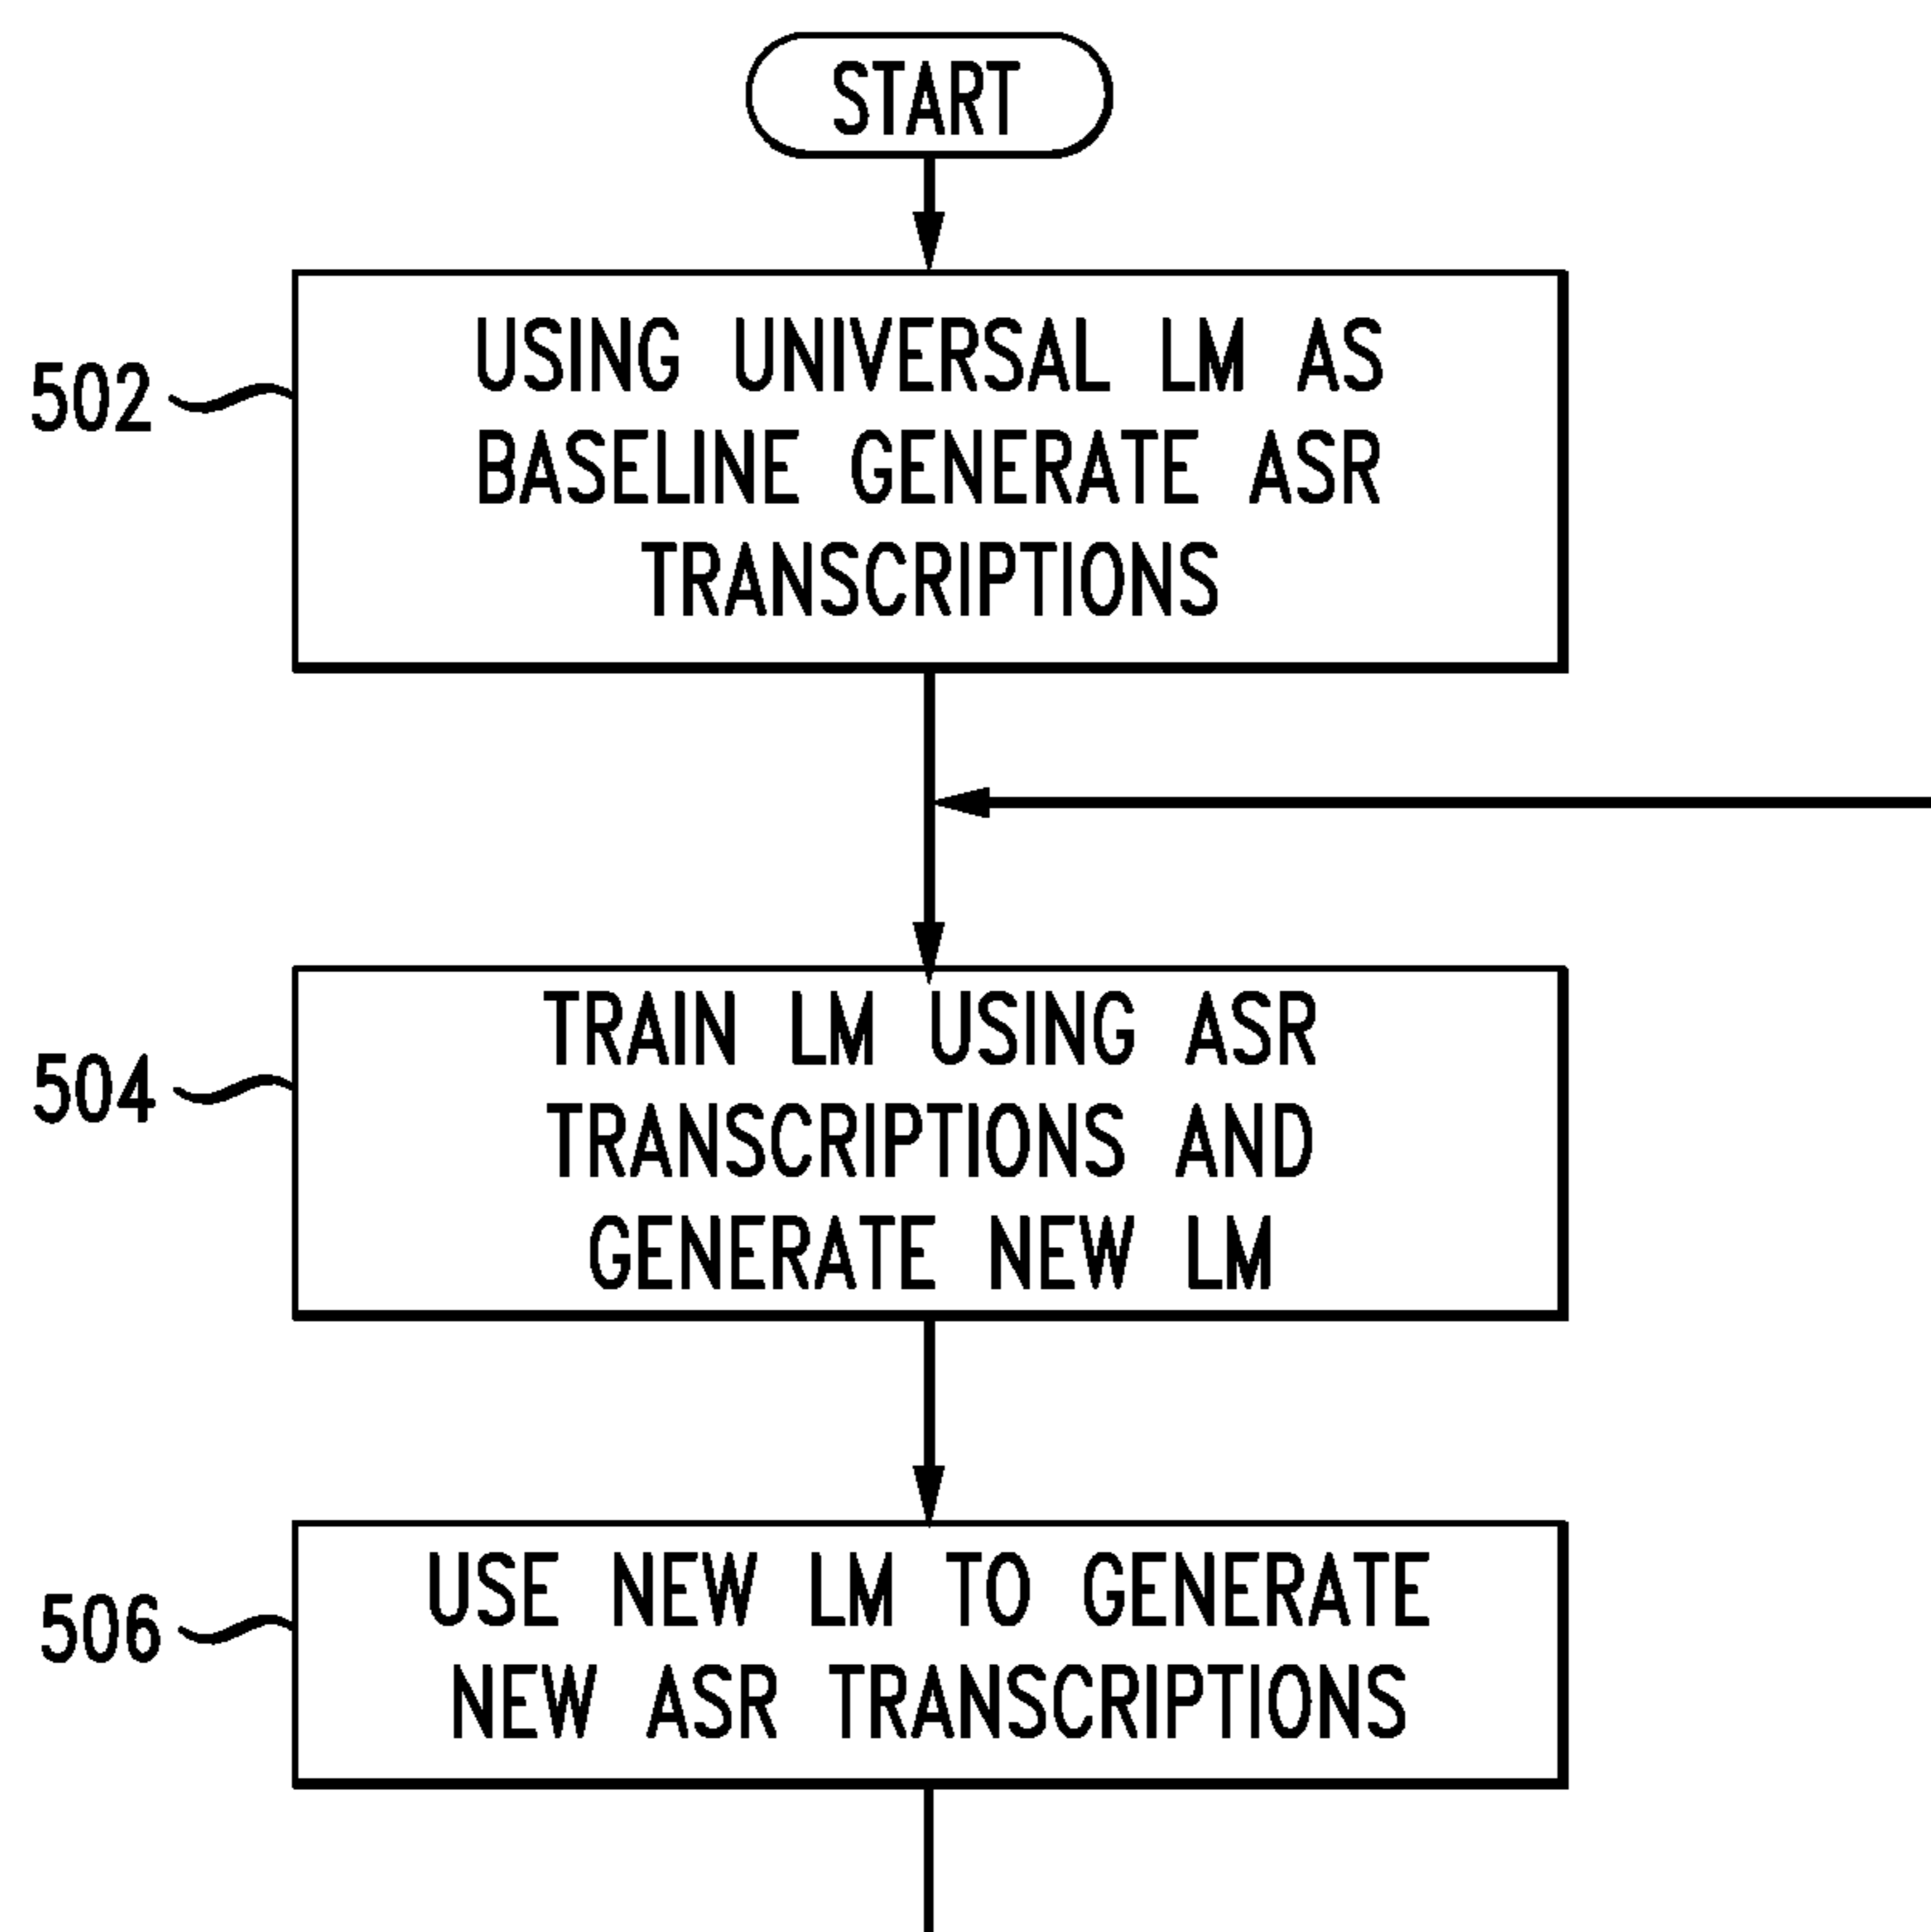 START
USING UNIVERSAL LM AS
502
BASELINE GENERATE ASR
TRANSCRIPTIONS
TRAIN LM USING ASR
504
TRANSCRIPTIONS AND
GENERATE NEW LM
USE NEW LM TO GENERATE
506
NEW ASR TRANSCRIPTIONS